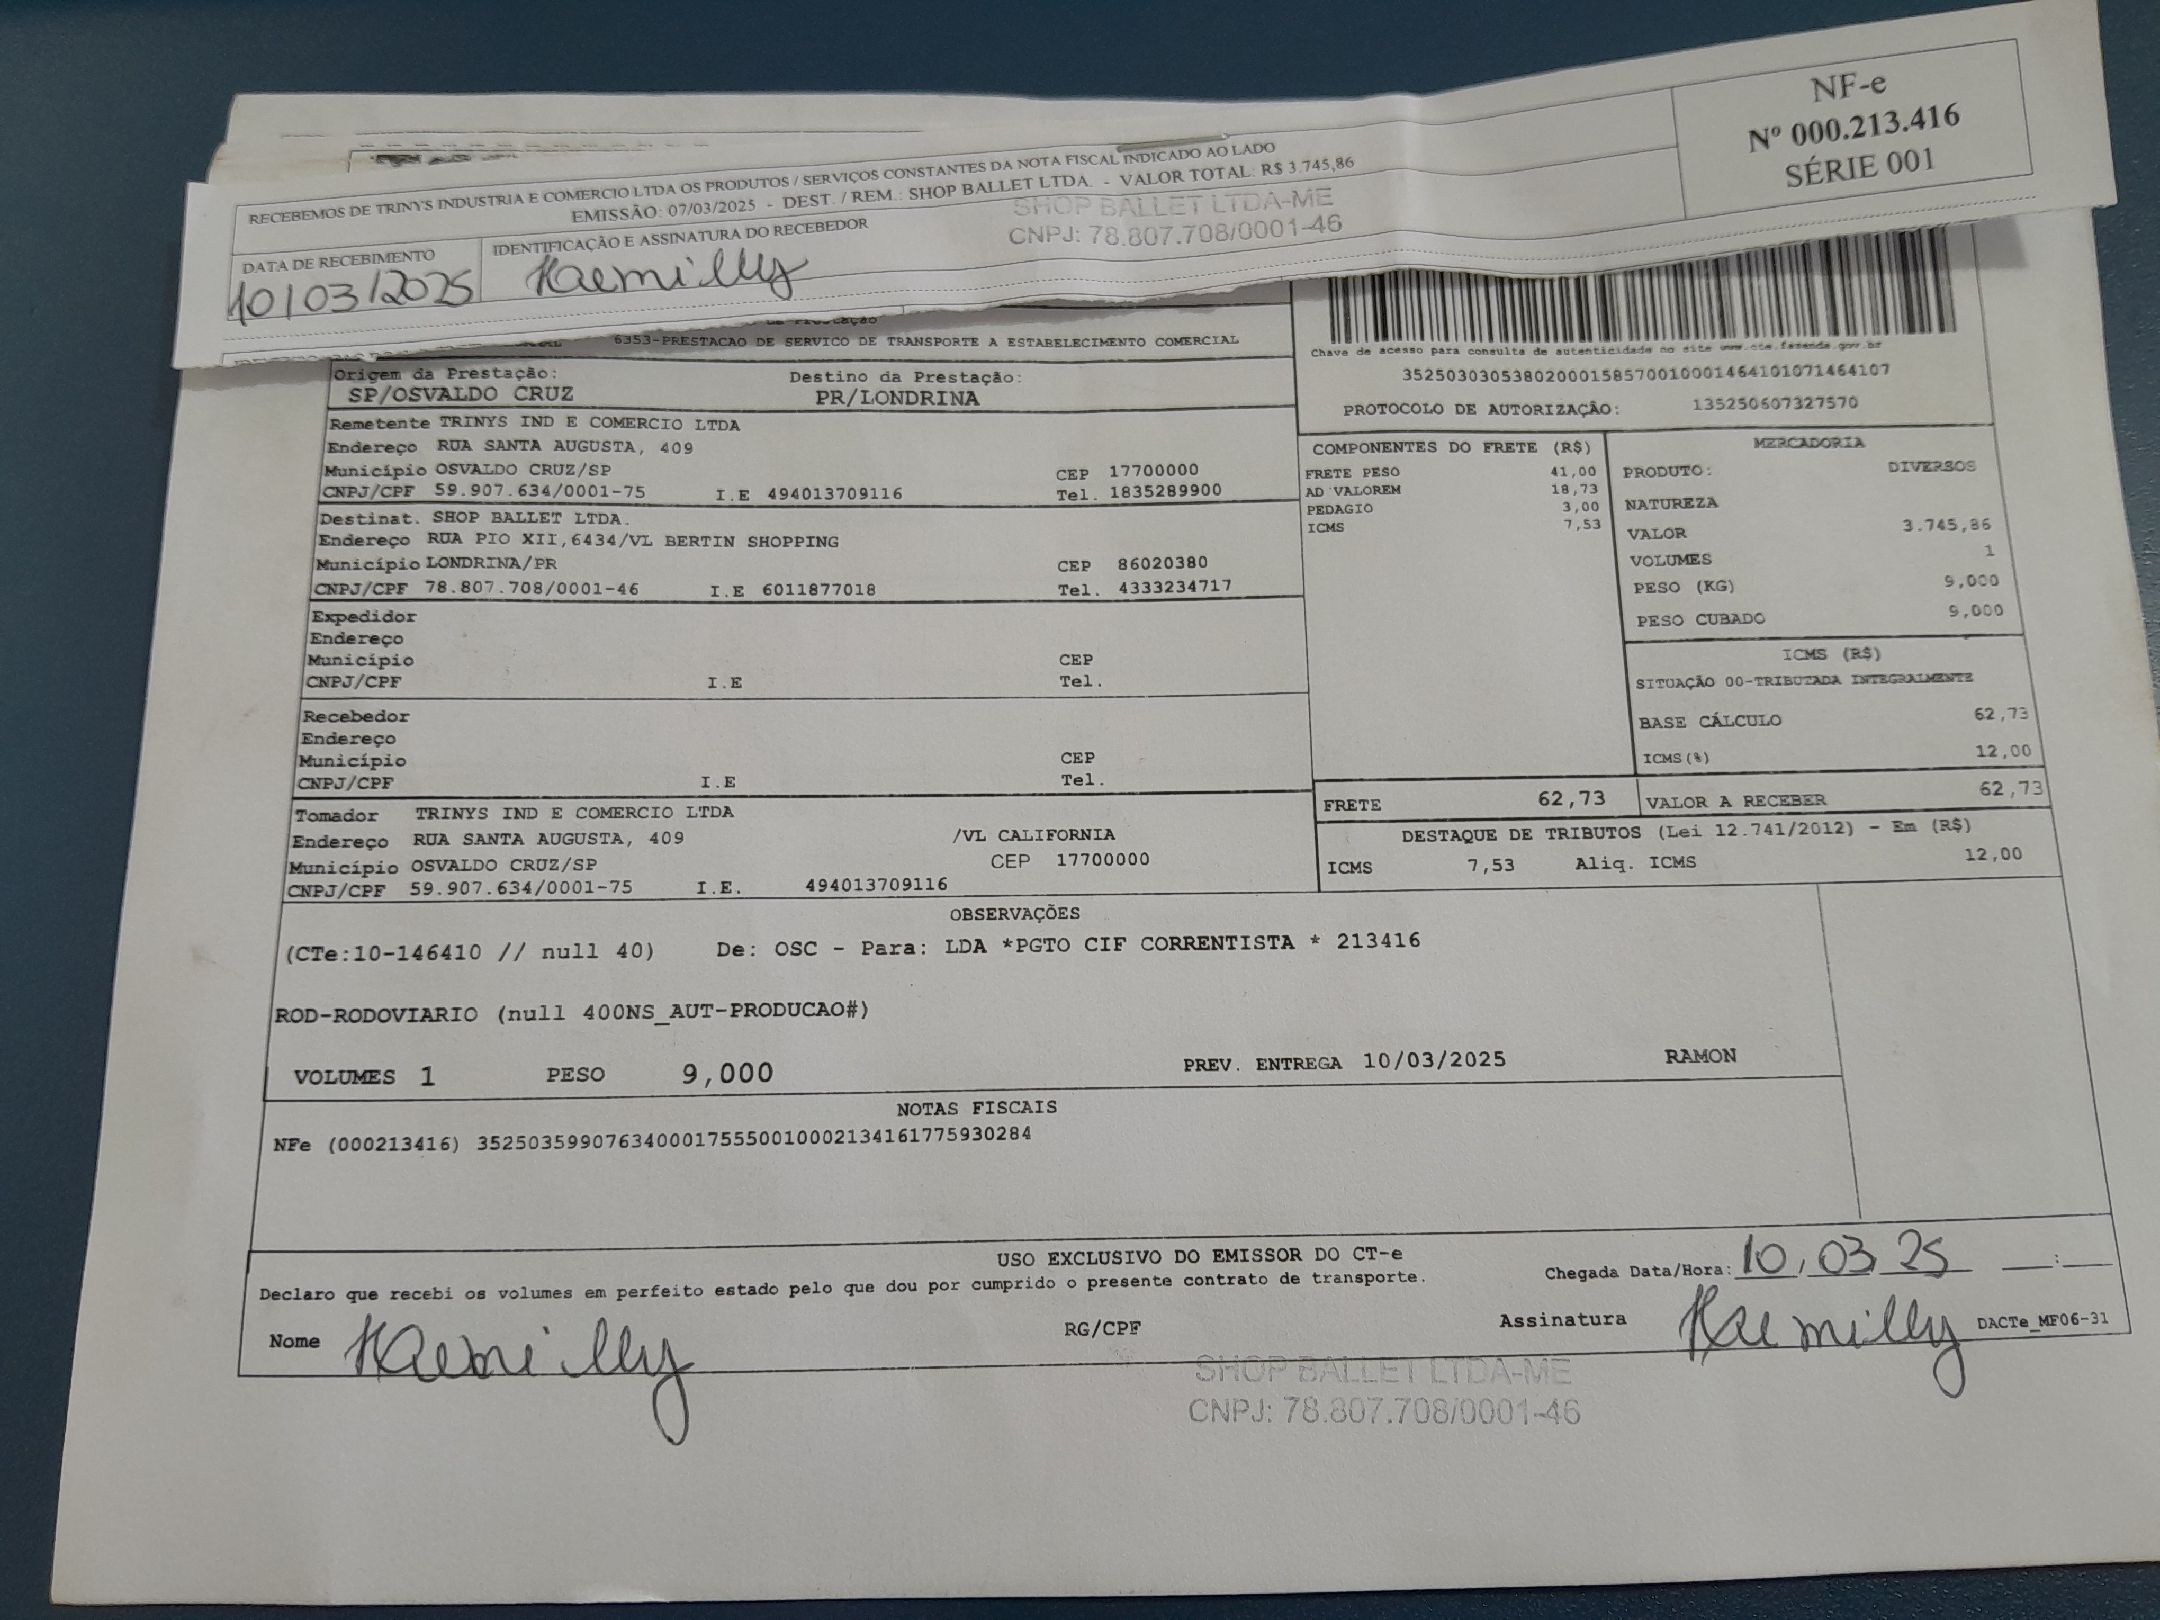 NF-e
Nº 000.213.416
SÉRIE 001
RECEBEMOS DE TRINYS INDUSTRIA E COMERCIO LTDA OS PRODUTOS / SERVIÇOS CONSTANTES DA NOTA FISCAL INDICADO AO LADO
EMISSÃO: 07/03/2025 - DEST. / REM.: SHOP BALLET LTDA. - VALOR TOTAL: R$ 3.745,86
SHOP BALLET LTDA-ME
CNPJ: 78.807.708/0001-46
DATA DE RECEBIMENTO
10/03/2025
IDENTIFICAÇÃO E ASSINATURA DO RECEBEDOR
Kaemilly
6353-PRESTACAO DE SERVICO DE TRANSPORTE A ESTABELECIMENTO COMERCIAL
Origem da Prestação: Destino da Prestação:
SP/OSVALDO CRUZ PR/LONDRINA
Remetente TRINYS IND E COMERCIO LTDA
Endereço RUA SANTA AUGUSTA, 409
Município OSVALDO CRUZ/SP CEP 17700000
CNPJ/CPF 59.907.634/0001-75 I.E 494013709116 Tel. 1835289900
Destinat. SHOP BALLET LTDA.
Endereço RUA PIO XII,6434/VL BERTIN SHOPPING
Município LONDRINA/PR CEP 86020380
CNPJ/CPF 78.807.708/0001-46 I.E 6011877018 Tel. 4333234717
Expedidor
Endereço
Município CEP
CNPJ/CPF I.E Tel.
Recebedor
Endereço
Município CEP
CNPJ/CPF I.E Tel.
Tomador TRINYS IND E COMERCIO LTDA
Endereço RUA SANTA AUGUSTA, 409 /VL CALIFORNIA
Município OSVALDO CRUZ/SP CEP 17700000
CNPJ/CPF 59.907.634/0001-75 I.E. 494013709116
Chave de acesso para consulta de autenticidade no site www.cte.fazenda.gov.br
35250303053802000158570010001464101071464107
PROTOCOLO DE AUTORIZAÇÃO: 135250607327570
COMPONENTES DO FRETE (R$)
FRETE PESO 41,00
AD VALOREM 18,73
PEDAGIO 3,00
ICMS 7,53
MERCADORIA
PRODUTO: DIVERSOS
NATUREZA
VALOR 3.745,86
VOLUMES 1
PESO (KG) 9,000
PESO CUBADO 9,000
ICMS (R$)
SITUAÇÃO 00-TRIBUTADA INTEGRALMENTE
BASE CÁLCULO 62,73
ICMS(%) 12,00
FRETE 62,73 VALOR A RECEBER 62,73
DESTAQUE DE TRIBUTOS (Lei 12.741/2012) - Em (R$)
ICMS 7,53 Aliq. ICMS 12,00
OBSERVAÇÕES
(CTe:10-146410 // null 40) De: OSC - Para: LDA *PGTO CIF CORRENTISTA * 213416
ROD-RODOVIARIO (null 400NS_AUT-PRODUCAO#)
VOLUMES 1 PESO 9,000 PREV. ENTREGA 10/03/2025 RAMON
NOTAS FISCAIS
NFe (000213416) 35250359907634000175550010002134161775930284
USO EXCLUSIVO DO EMISSOR DO CT-e
Declaro que recebi os volumes em perfeito estado pelo que dou por cumprido o presente contrato de transporte.
Chegada Data/Hora: 10, 03, 25 __:__
Nome Kaemilly RG/CPF Assinatura Kaemilly DACTe_MF06-31
SHOP BALLET LTDA-ME
CNPJ: 78.807.708/0001-46